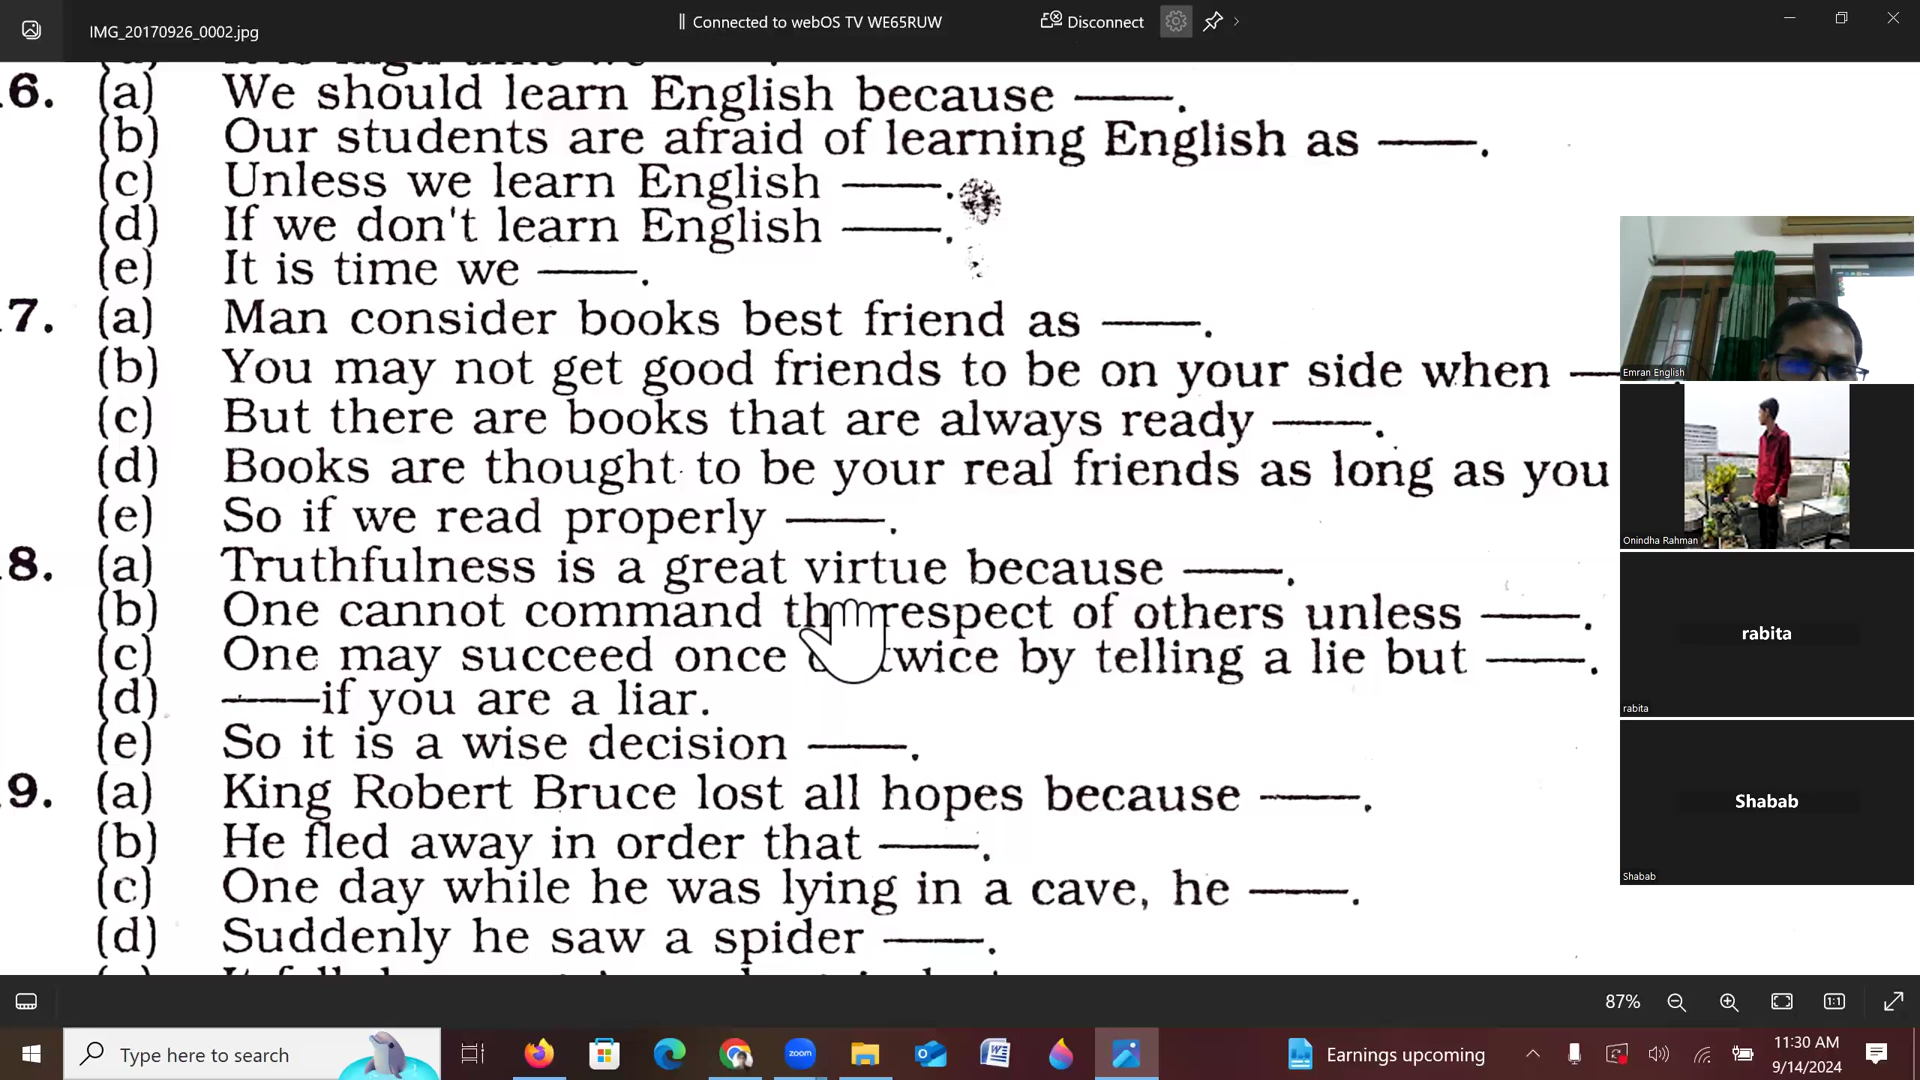 IMG_20170926_0002.jpg
Connected to webOS TV WE65RUW
Disconnect
6. (a) We should learn English because ——.
(b) Our students are afraid of learning English as ——.
(c) Unless we learn English ——.
(d) If we don't learn English ——.
(e) It is time we ——.
7. (a) Man consider books best friend as ——.
(b) You may not get good friends to be on your side when —
(c) But there are books that are always ready ——.
(d) Books are thought to be your real friends as long as you
(e) So if we read properly ——.
8. (a) Truthfulness is a great virtue because ——.
(b) One cannot command th respect of others unless ——.
(c) One may succeed once twice by telling a lie but ——.
(d) ——if you are a liar.
(e) So it is a wise decision ——.
9. (a) King Robert Bruce lost all hopes because ——.
(b) He fled away in order that ——.
(c) One day while he was lying in a cave, he ——.
(d) Suddenly he saw a spider ——.
Emran English
Onindha Rahman
rabita
rabita
Shabab
Shabab
87%
1:1
Type here to search
zoom
Earnings upcoming
11:30 AM
9/14/2024